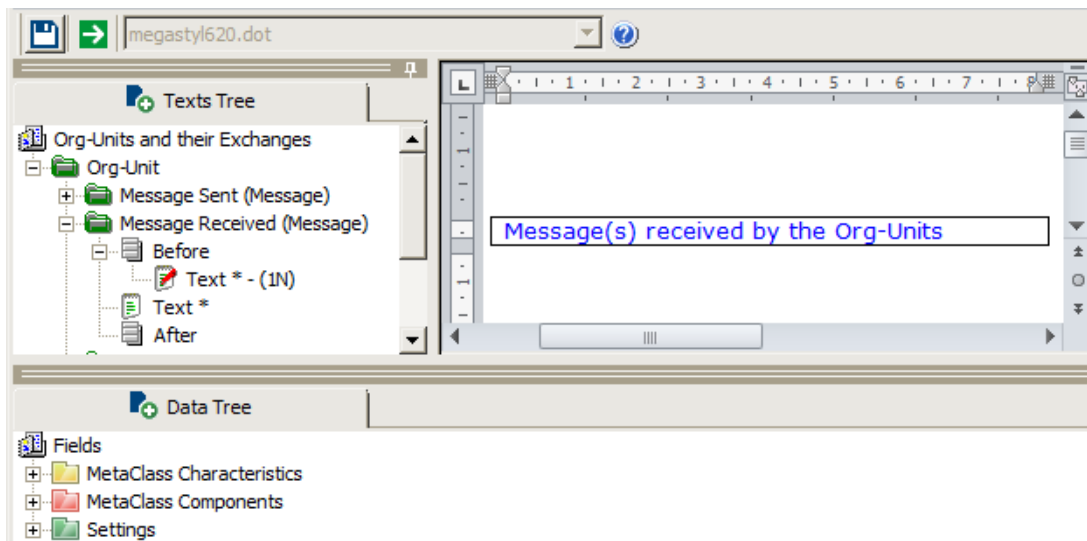 megastyl620.dot
Texts Tree
Org-Units and their Exchanges
Org-Unit
Message Sent (Message)
Message Received (Message)
Before
Text * - (1N)
Text *
After
L
1 2 3 4 5 6 7 8
1
1
Message(s) received by the Org-Units
Data Tree
Fields
MetaClass Characteristics
MetaClass Components
Settings